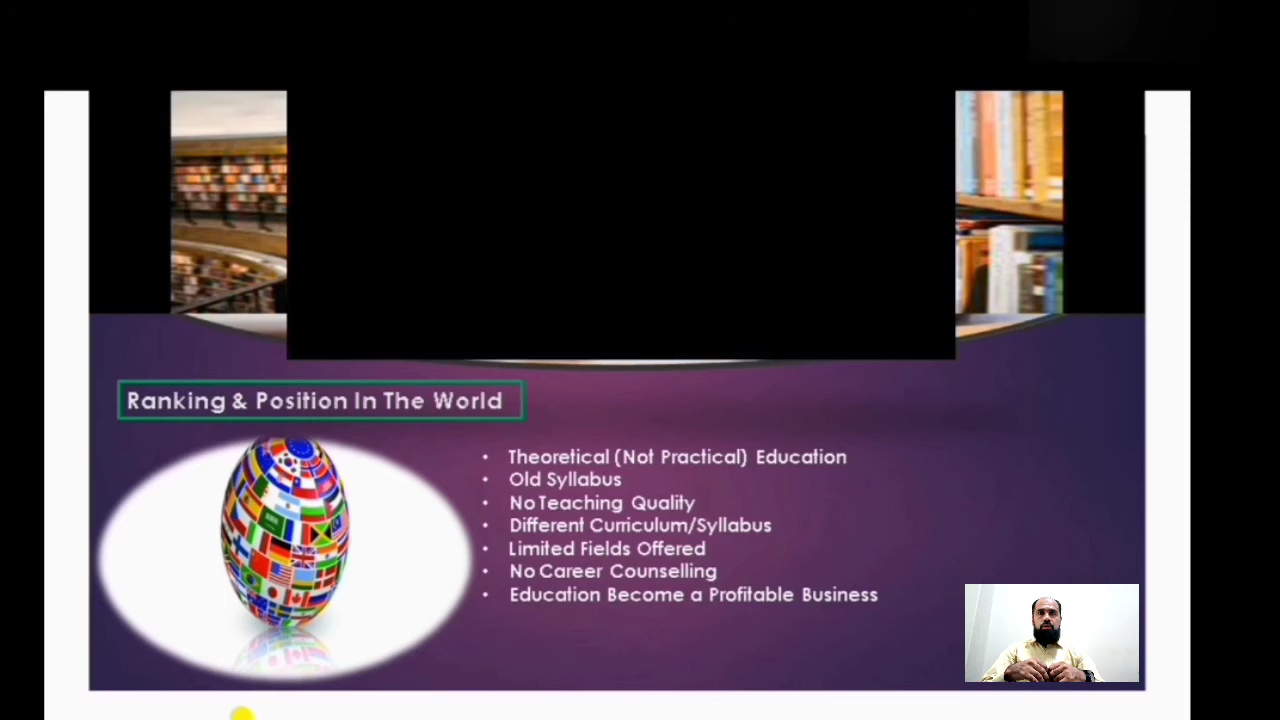 Ranking & Position In The World
• Theoretical (Not Practical) Education
• Old Syllabus
• No Teaching Quality
• Different Curriculum/Syllabus
• Limited Fields Offered
• No Career Counselling
• Education Become a Profitable Business